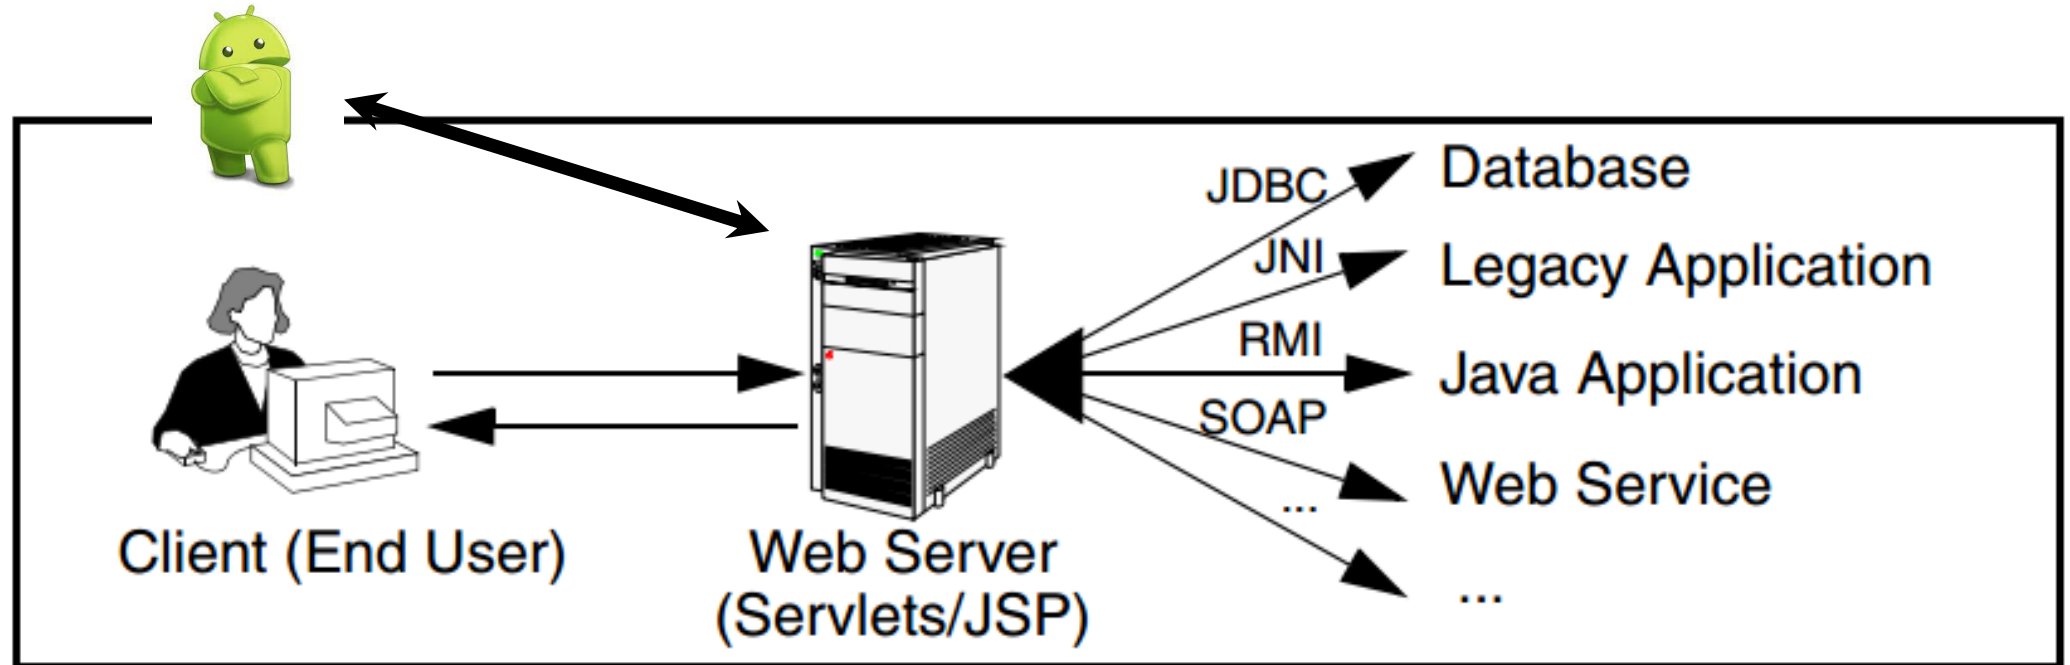 JDBC
Database
JNI
Legacy Application
RMI
Java Application
SOAP
Web Service
...
...
Client (End User)
Web Server
(Servlets/JSP)